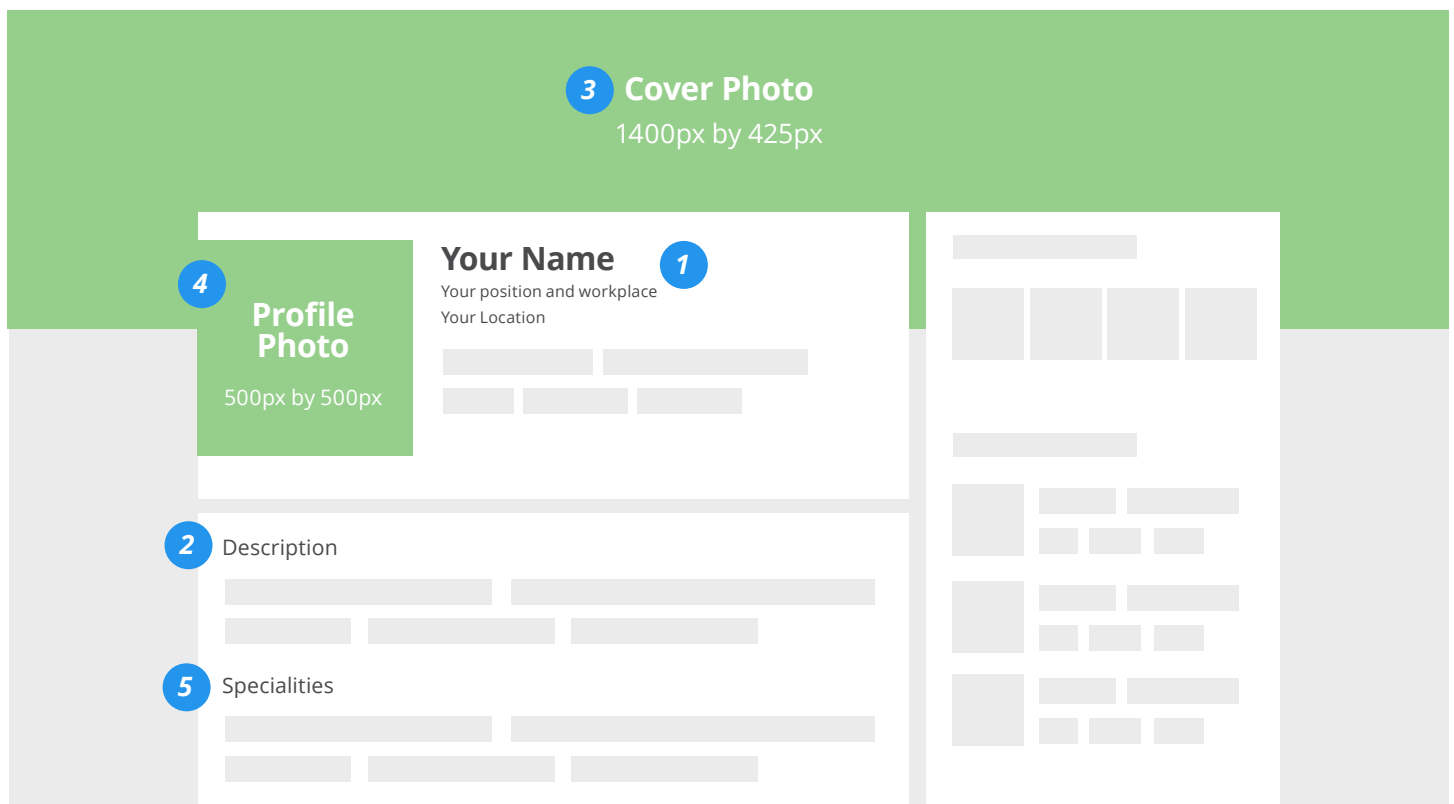 3 Cover Photo
1400px by 425px
Your Name 1
Your position and workplace
Your Location
4
Profile
Photo
500px by 500px
2 Description
5 Specialities